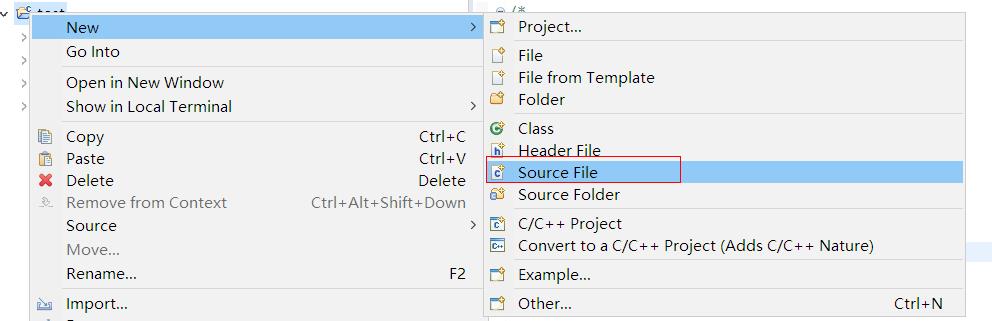 test
/*
New
Go Into
Open in New Window
Show in Local Terminal
Copy Ctrl+C
Paste Ctrl+V
Delete Delete
Remove from Context Ctrl+Alt+Shift+Down
Source
Move...
Rename... F2
Import...
Project...
File
File from Template
Folder
Class
Header File
Source File
Source Folder
C/C++ Project
Convert to a C/C++ Project (Adds C/C++ Nature)
Example...
Other... Ctrl+N